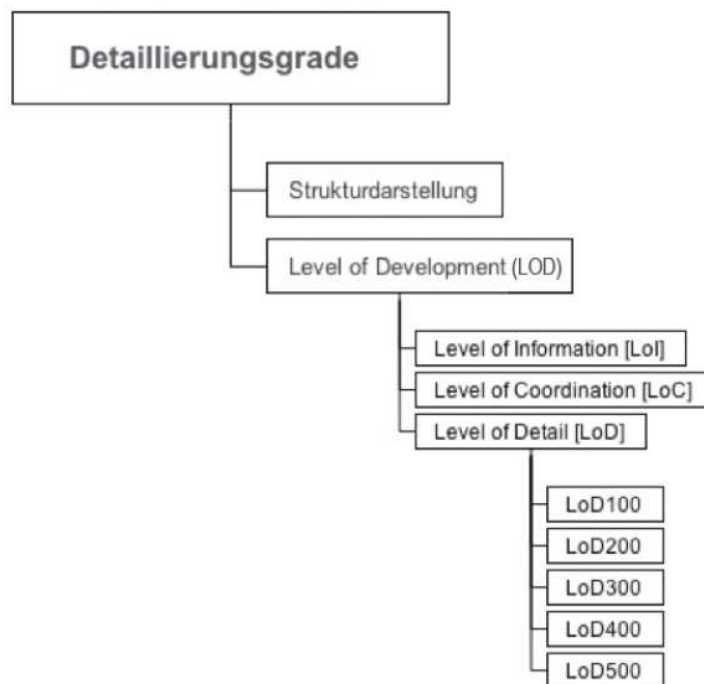 Detaillierungsgrade
Strukturdarstellung
Level of Development (LOD)
Level of Information [LoI]
Level of Coordination [LoC]
Level of Detail [LoD]
LoD100
LoD200
LoD300
LoD400
LoD500